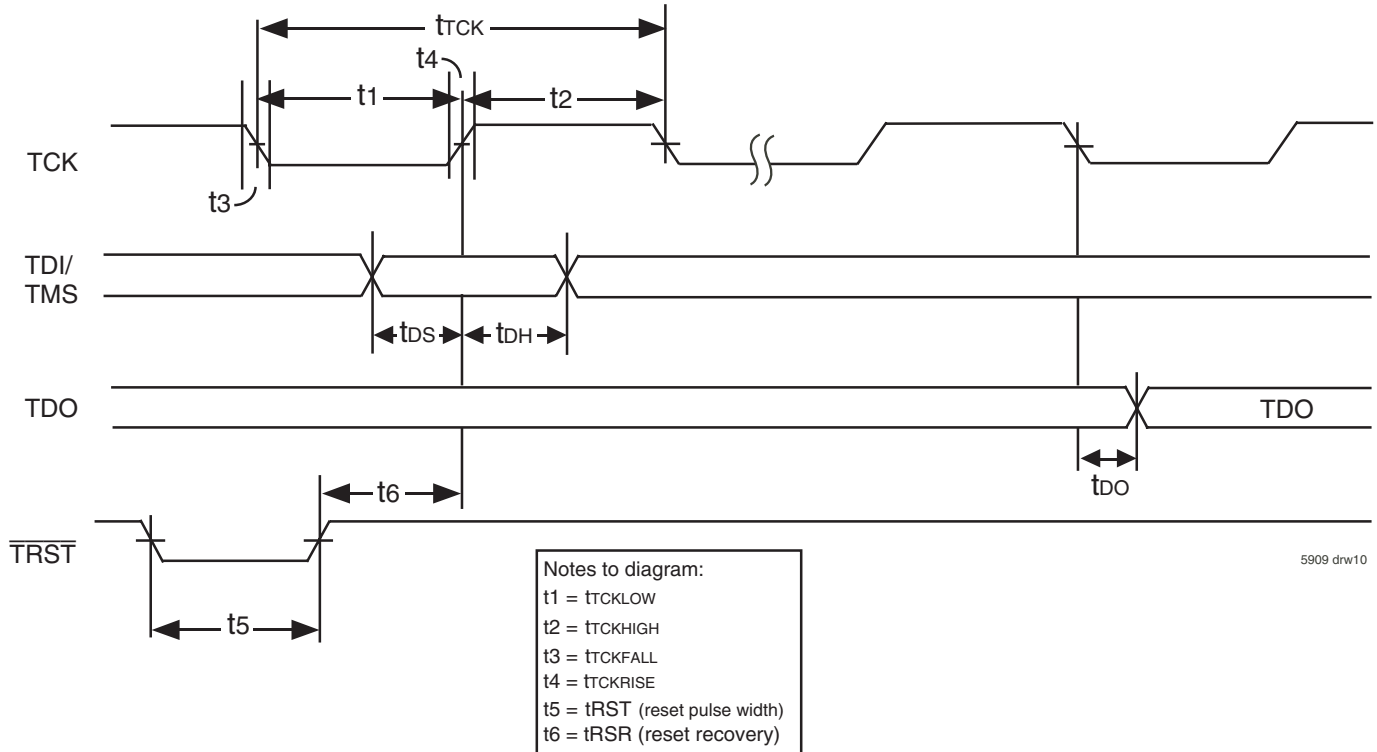 tTCK
t4
t1
t2
TCK
t3
TDI/
TMS
tDS
tDH
TDO
TDO
tDO
t6
TRST
5909 drw10
t5
Notes to diagram:
t1 = tTCKLOW
t2 = tTCKHIGH
t3 = tTCKFALL
t4 = tTCKRISE
t5 = tRST (reset pulse width)
t6 = tRSR (reset recovery)